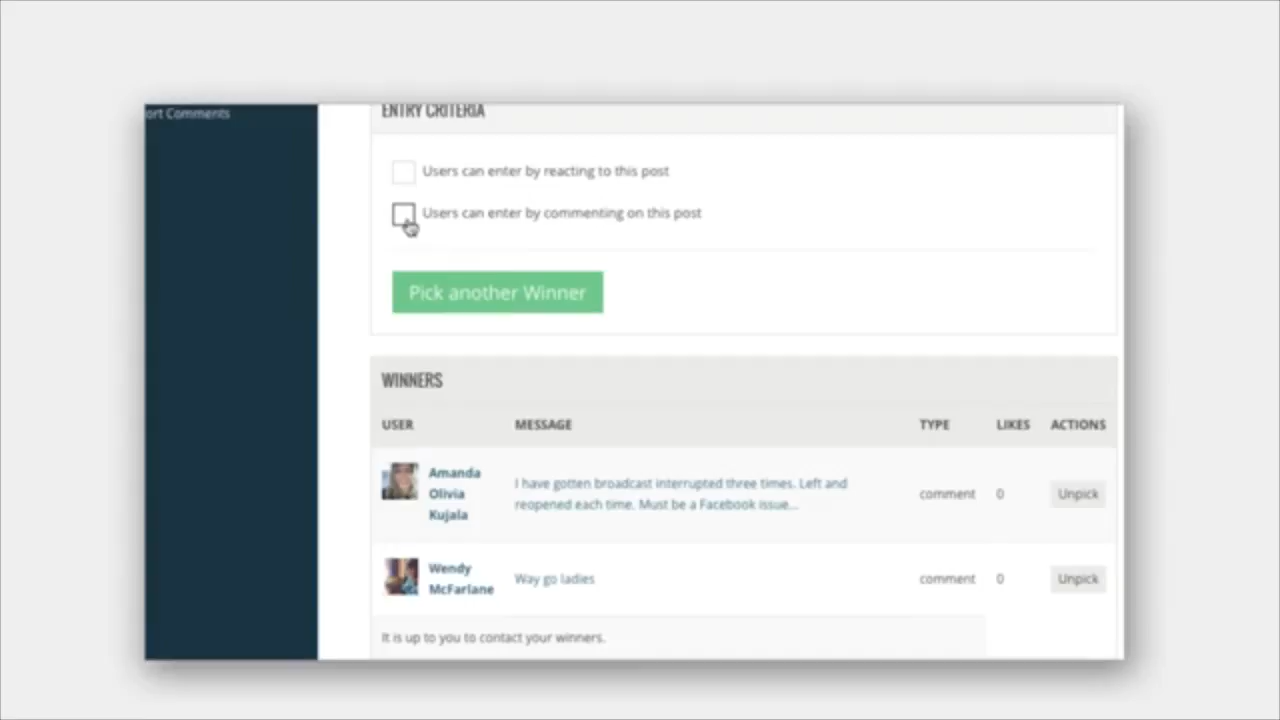 ort Comments
ENTRY CRITERIA
Users can enter by reacting to this post
Users can enter by commenting on this post
Pick another Winner
WINNERS
USER MESSAGE TYPE LIKES ACTIONS
Amanda
Olivia
Kujala
I have gotten broadcast interrupted three times. Left and
reopened each time. Must be a Facebook issue...
comment 0 Unpick
Wendy
McFarlane
Way go ladies
comment 0 Unpick
It is up to you to contact your winners.